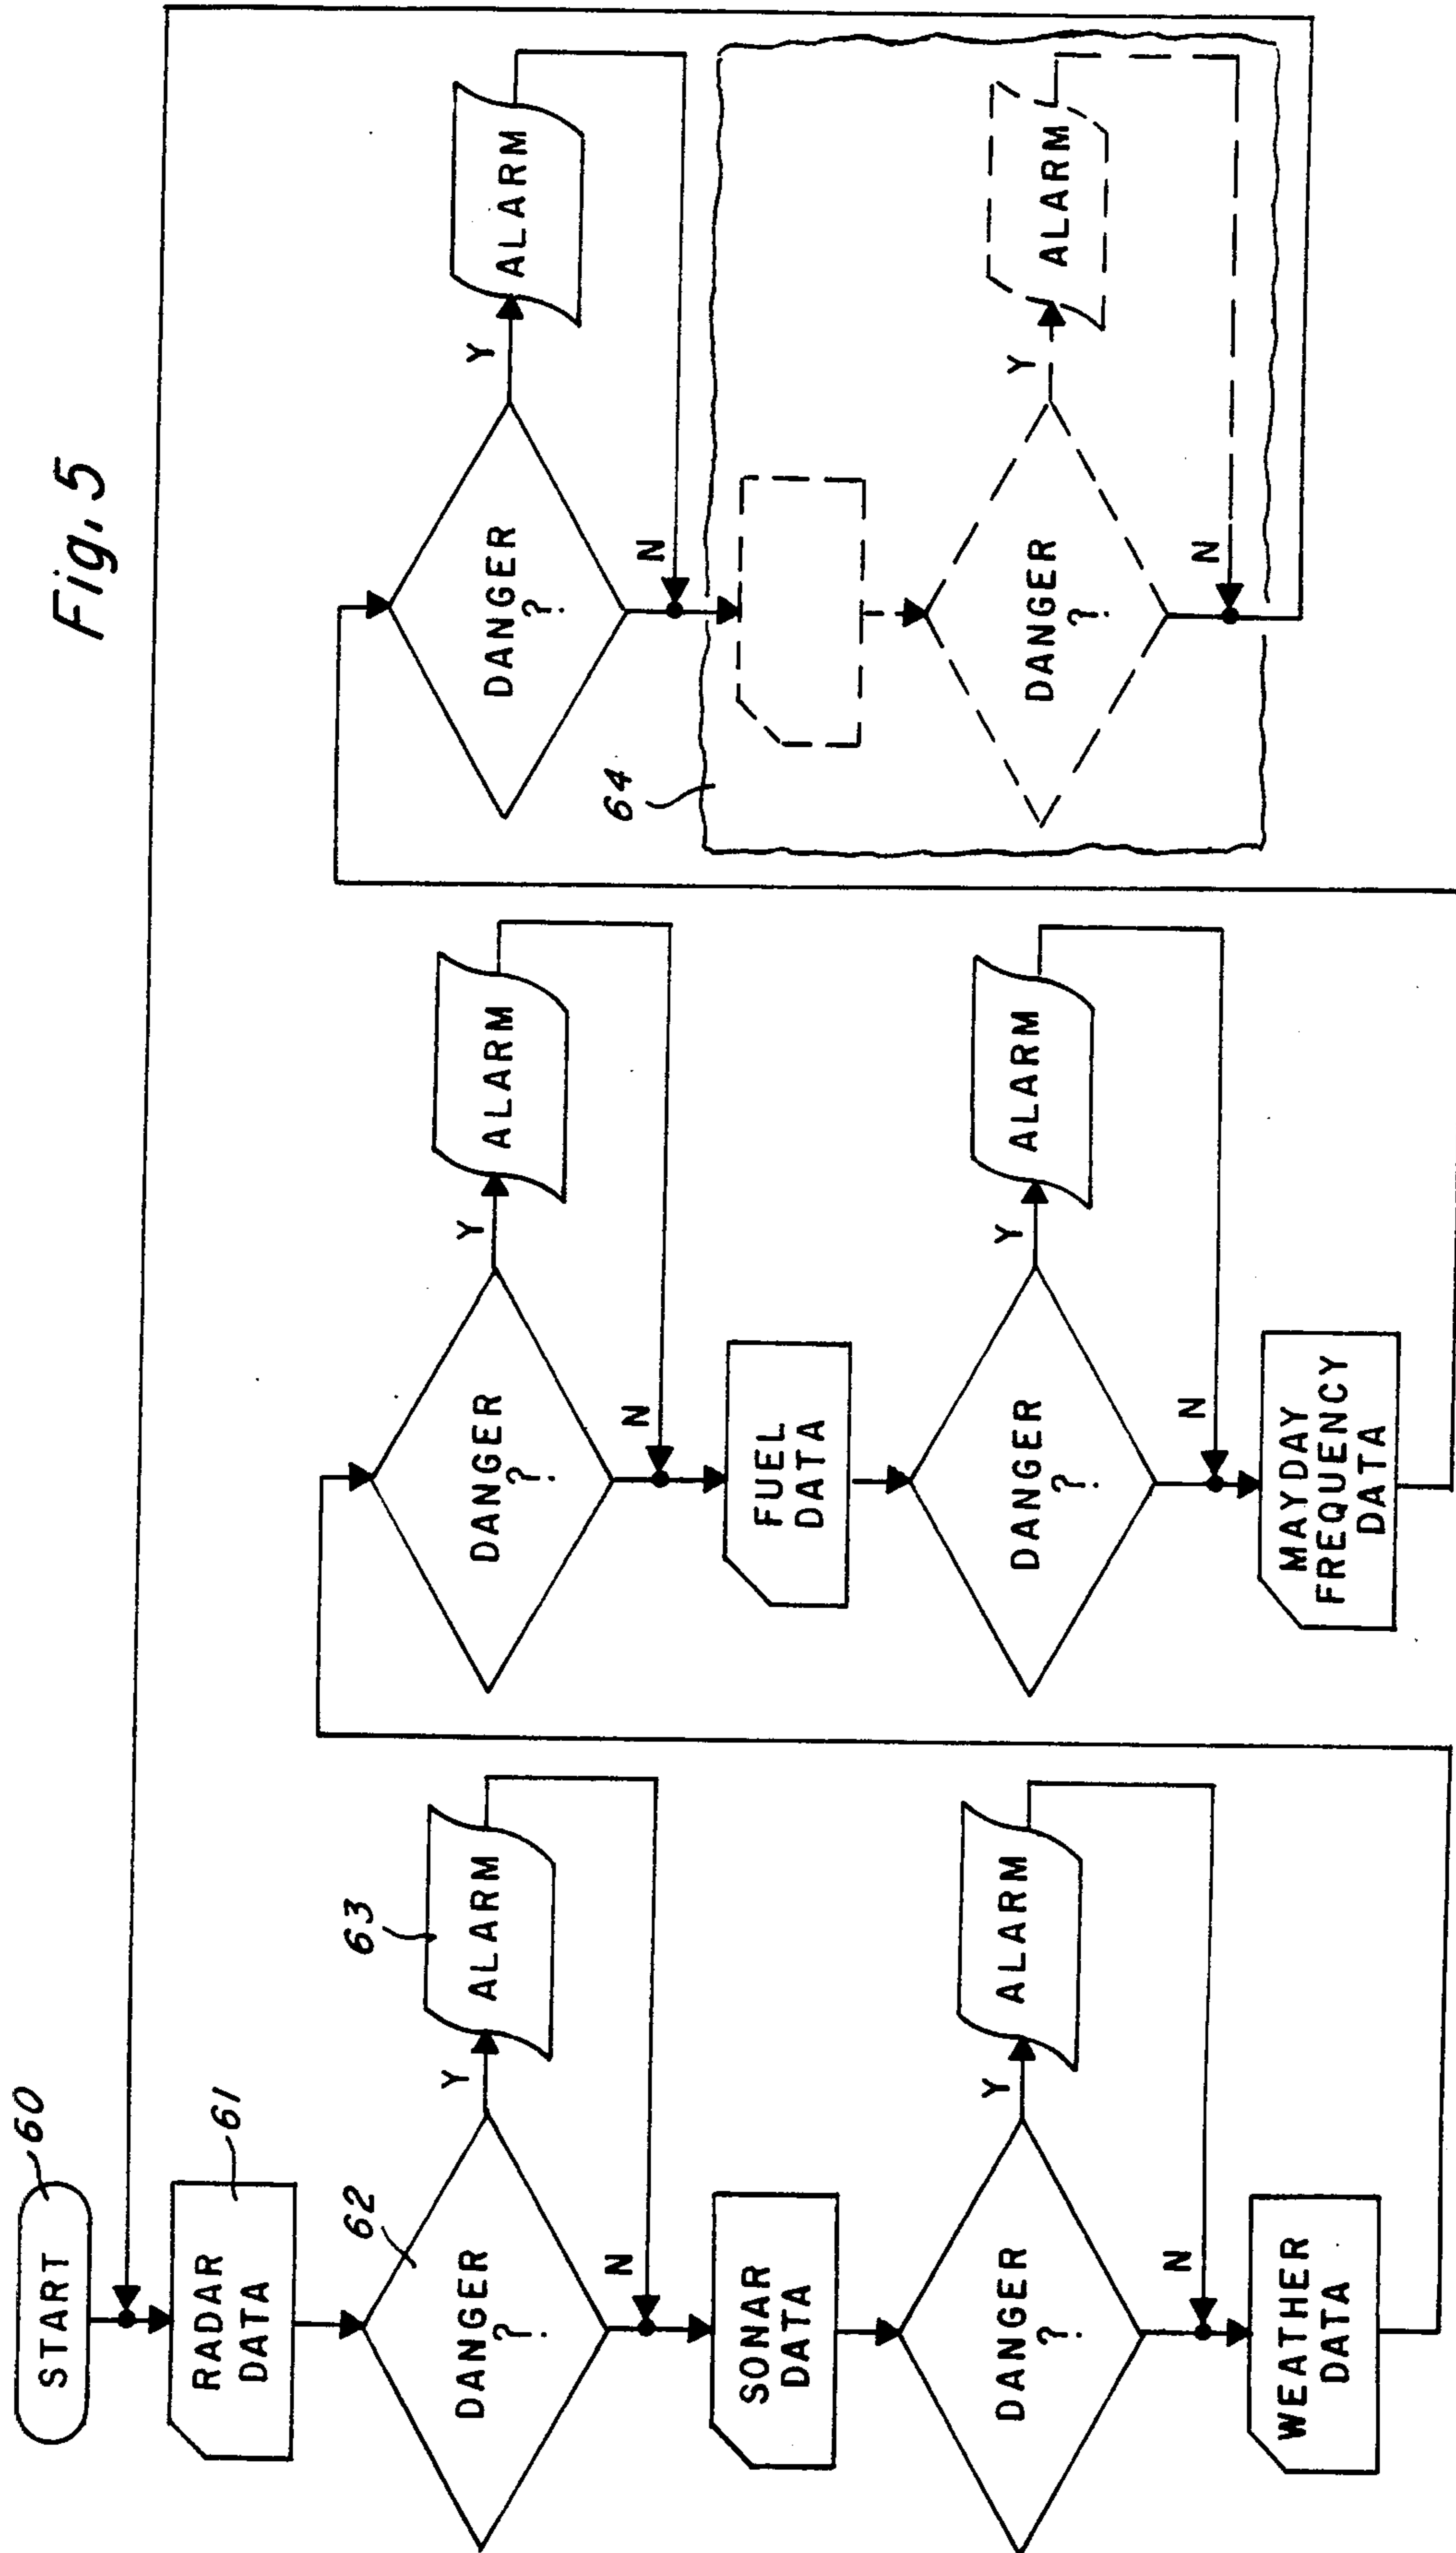 Fig. 5
START
60
RADAR
DATA
61
DANGER
?
62
Y
ALARM
63
N
SONAR
DATA
DANGER
?
Y
ALARM
N
WEATHER
DATA
DANGER
?
Y
ALARM
N
FUEL
DATA
DANGER
?
Y
ALARM
N
MAYDAY
FREQUENCY
DATA
DANGER
?
Y
ALARM
N
64
DANGER
?
Y
ALARM
N